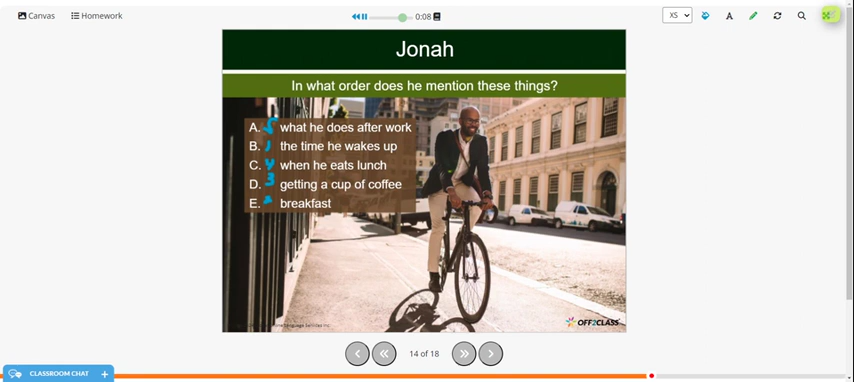 Canvas
Homework
0:08
XS
A
Jonah
In what order does he mention these things?
A. 5 what he does after work
B. 1 the time he wakes up
C. 4 when he eats lunch
D. 3 getting a cup of coffee
E. breakfast
OFF2CLASS
14 of 18
CLASSROOM CHAT +